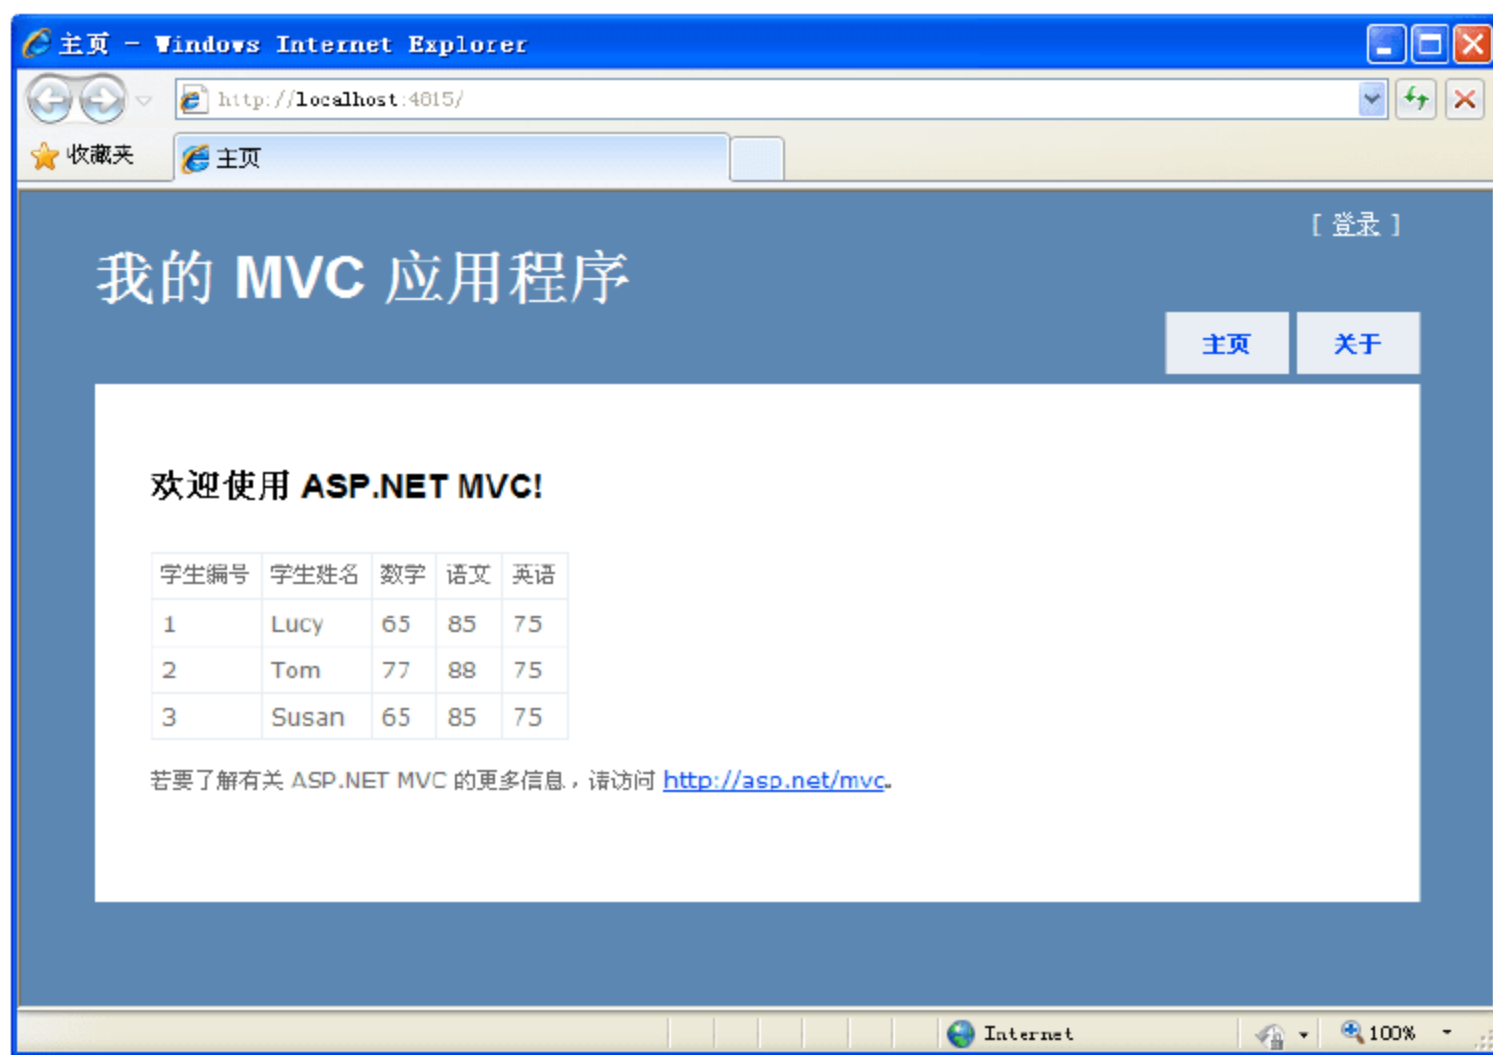 主页 - Windows Internet Explorer
http://localhost:4815/
收藏夹 主页
[ 登录 ]
我的 MVC 应用程序
主页 关于
欢迎使用 ASP.NET MVC!
学生编号 学生姓名 数学 语文 英语
1 Lucy 65 85 75
2 Tom 77 88 75
3 Susan 65 85 75
若要了解有关 ASP.NET MVC 的更多信息，请访问 http://asp.net/mvc。
Internet 100%